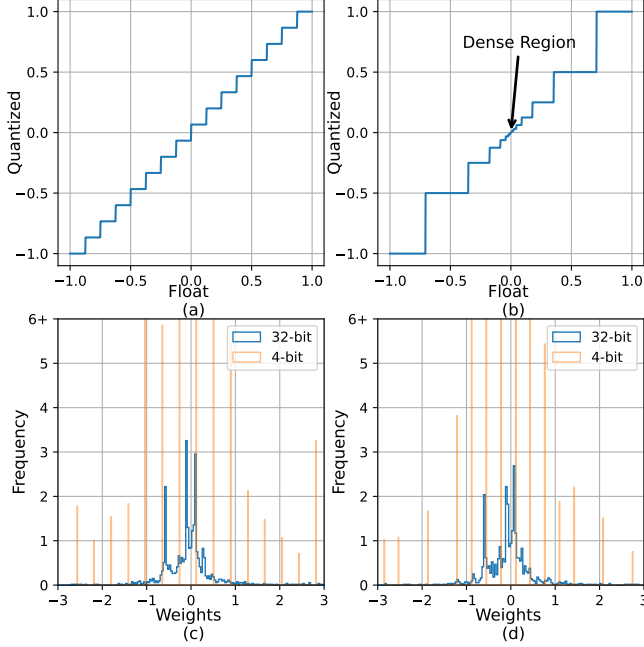 1.0
0.5
0.0
−0.5
−1.0
Quantized
−1.0 −0.5 0.0 0.5 1.0
Float
(a)
Dense Region
1.0
0.5
0.0
−0.5
−1.0
Quantized
−1.0 −0.5 0.0 0.5 1.0
Float
(b)
6+
5
4
3
2
1
0
Frequency
32-bit
4-bit
−3 −2 −1 0 1 2 3
Weights
(c)
6+
5
4
3
2
1
0
Frequency
32-bit
4-bit
−3 −2 −1 0 1 2 3
Weights
(d)